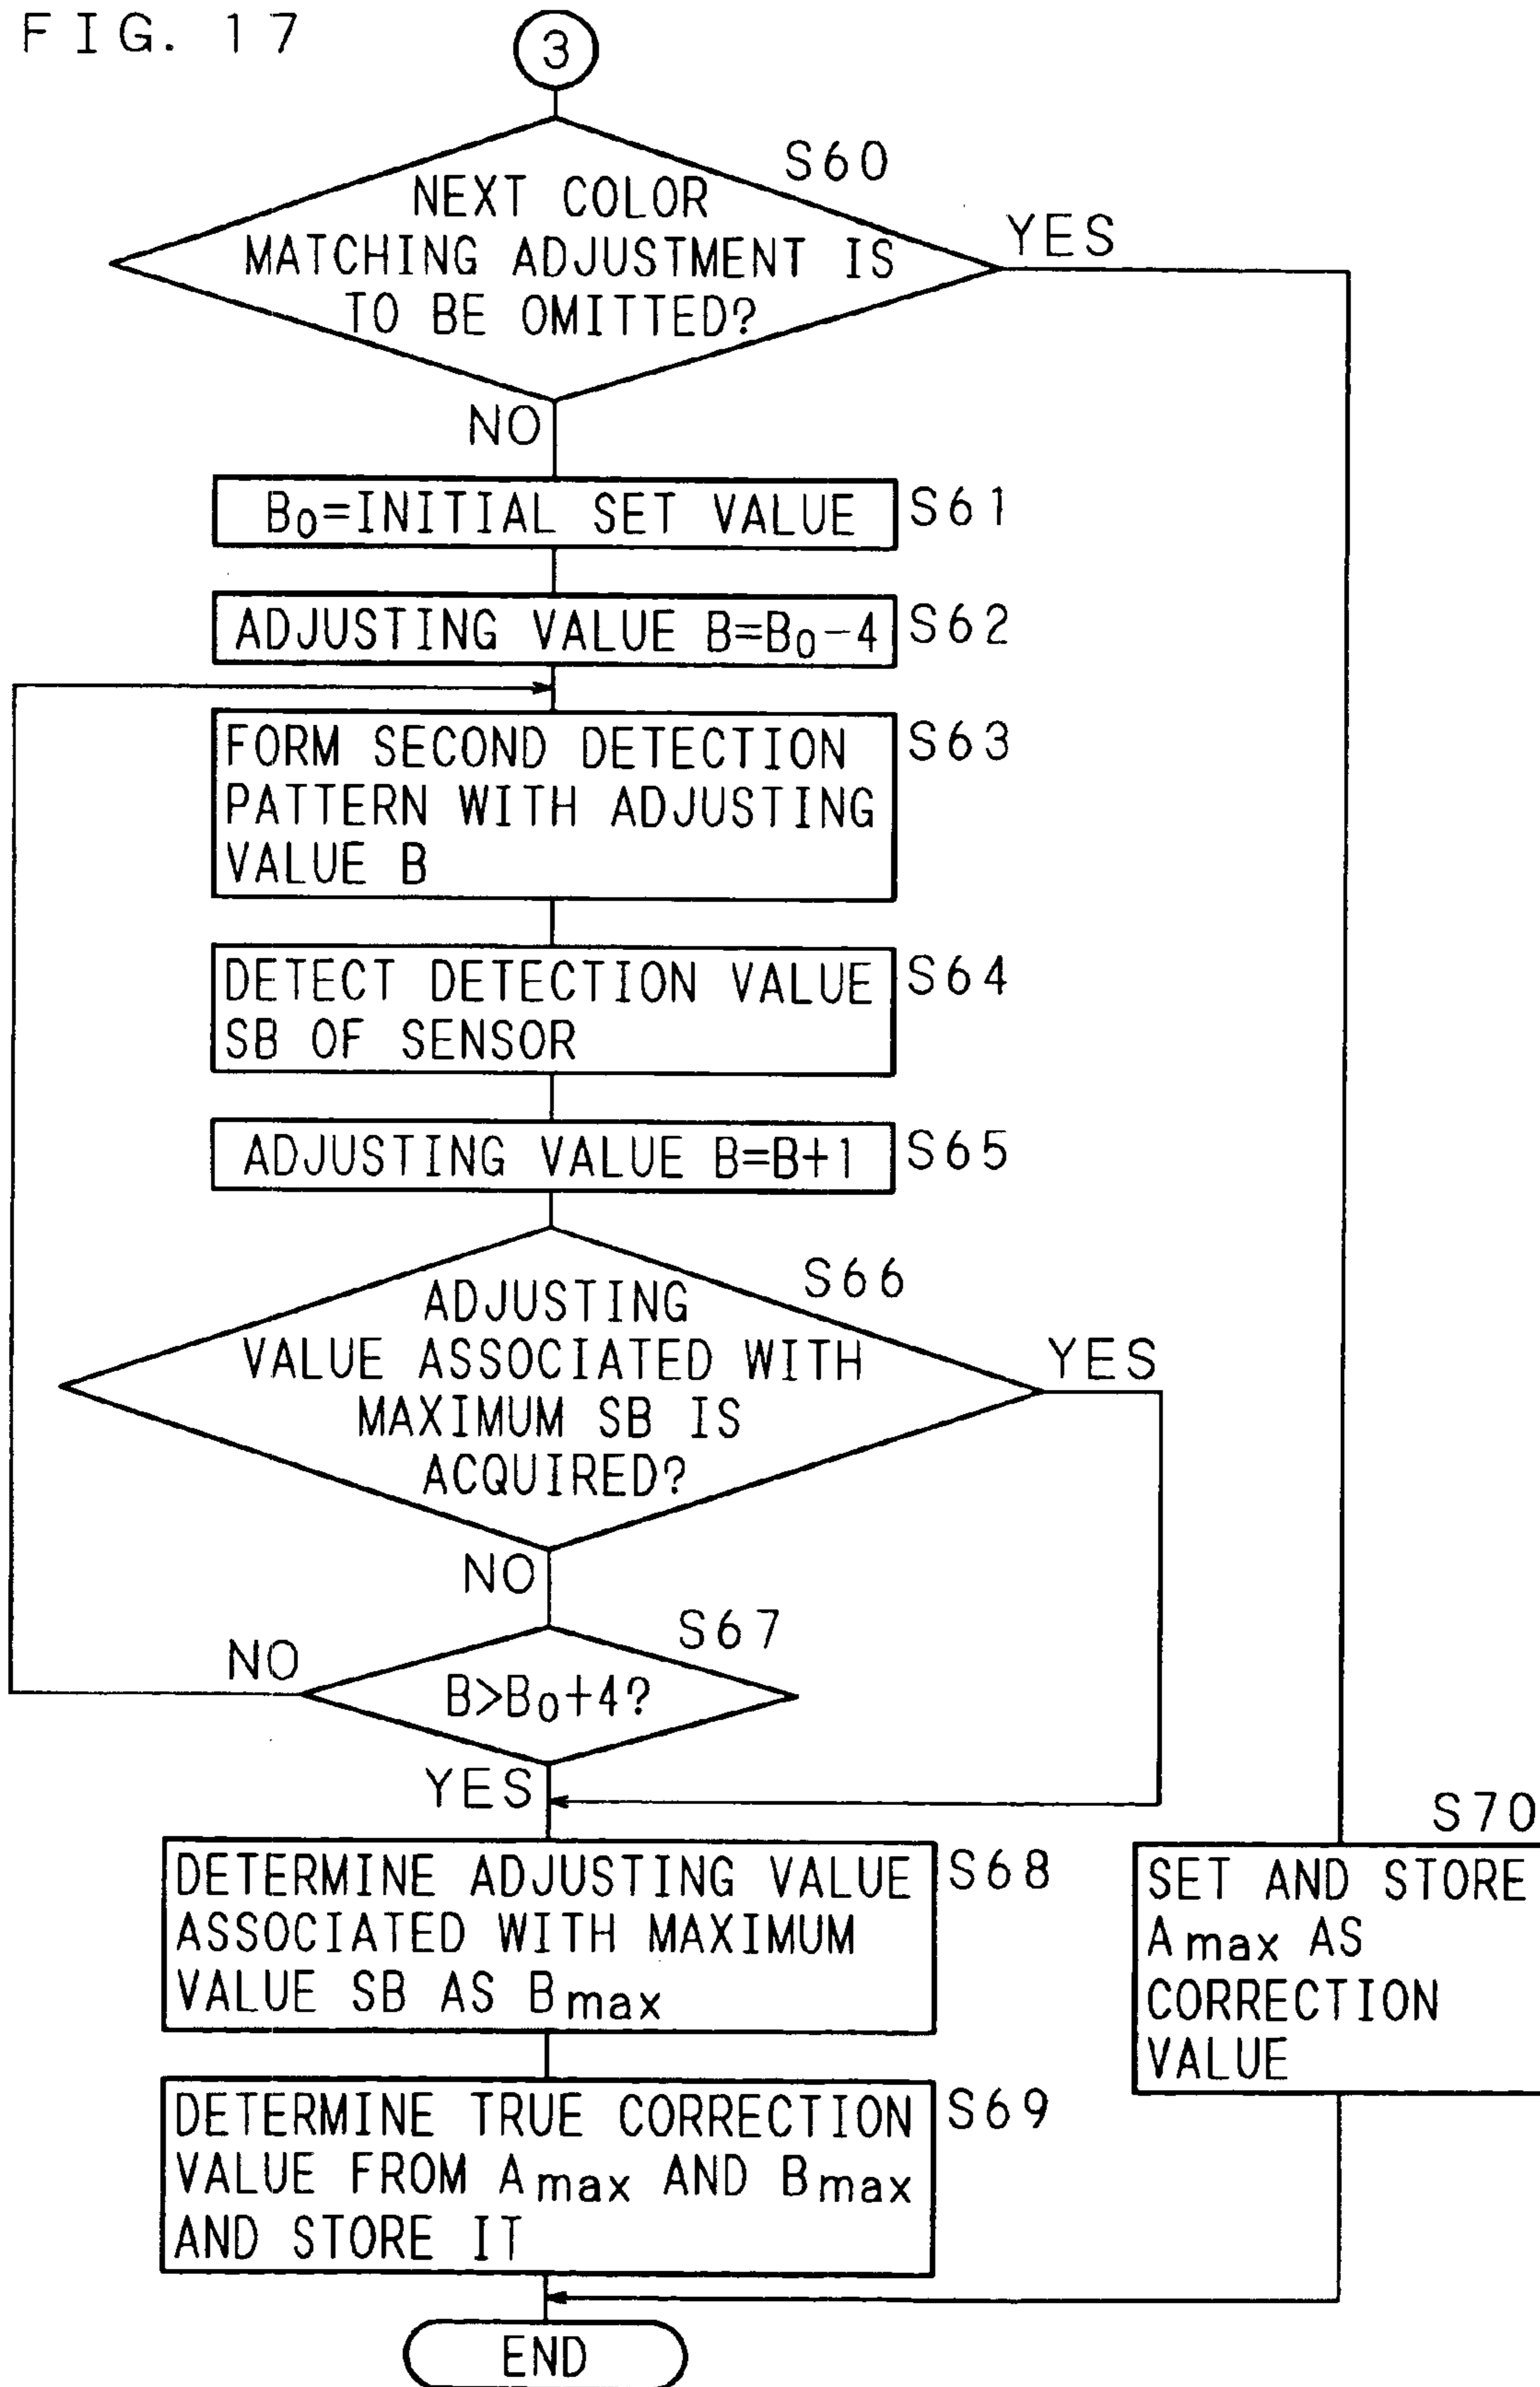 FIG. 17
3
S60
NEXT COLOR
MATCHING ADJUSTMENT IS
TO BE OMITTED?
YES
NO
B0=INITIAL SET VALUE
S61
ADJUSTING VALUE B=B0-4
S62
FORM SECOND DETECTION
PATTERN WITH ADJUSTING
VALUE B
S63
DETECT DETECTION VALUE
SB OF SENSOR
S64
ADJUSTING VALUE B=B+1
S65
S66
ADJUSTING
VALUE ASSOCIATED WITH
MAXIMUM SB IS
ACQUIRED?
YES
NO
S67
B>B0+4?
NO
YES
DETERMINE ADJUSTING VALUE
ASSOCIATED WITH MAXIMUM
VALUE SB AS Bmax
S68
DETERMINE TRUE CORRECTION
VALUE FROM Amax AND Bmax
AND STORE IT
S69
S70
SET AND STORE
Amax AS
CORRECTION
VALUE
END